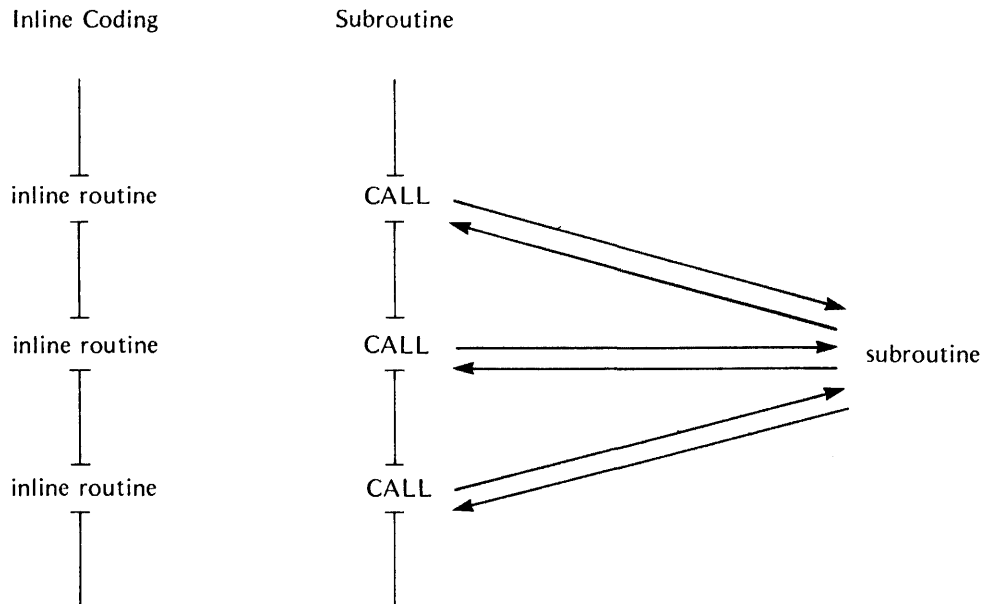 Inline Coding
Subroutine
inline routine
CALL
inline routine
CALL
subroutine
inline routine
CALL